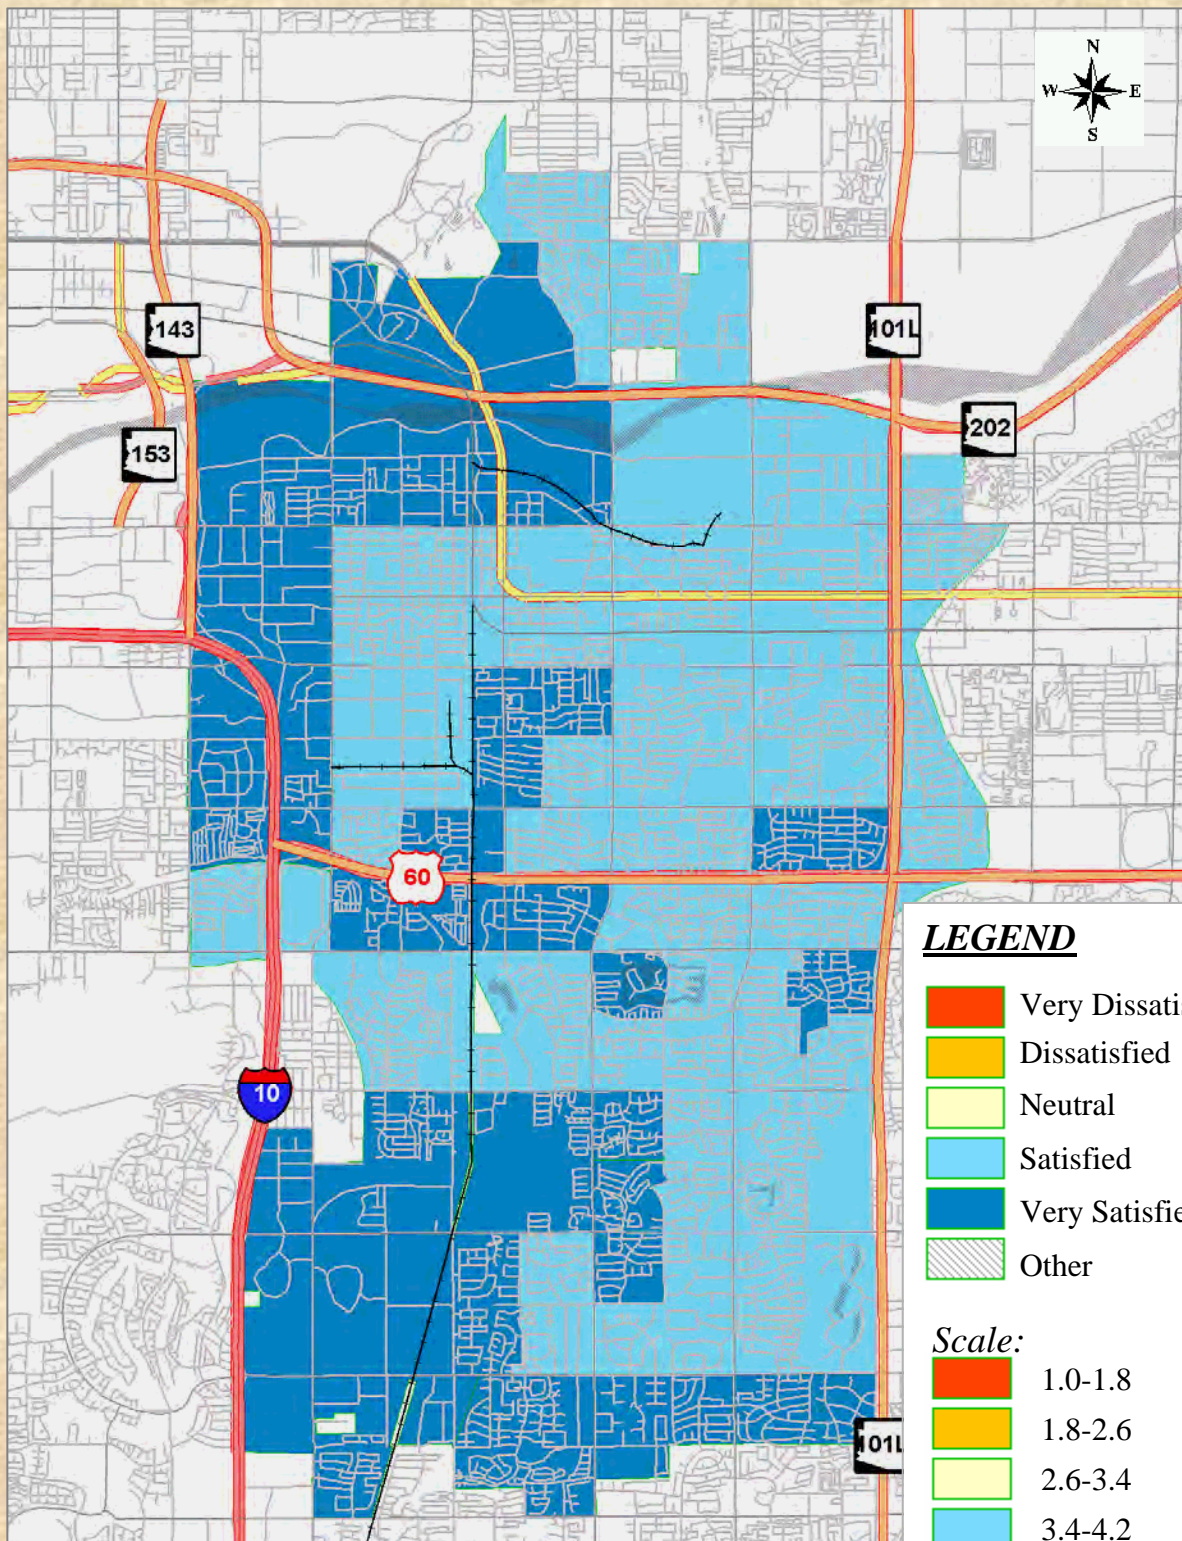 N
W E
S
143
101L
202
153
60
10
LEGEND
Very Dissatis
Dissatisfied
Neutral
Satisfied
Very Satisfie
Other
Scale:
1.0-1.8
1.8-2.6
2.6-3.4
3.4-4.2
101L